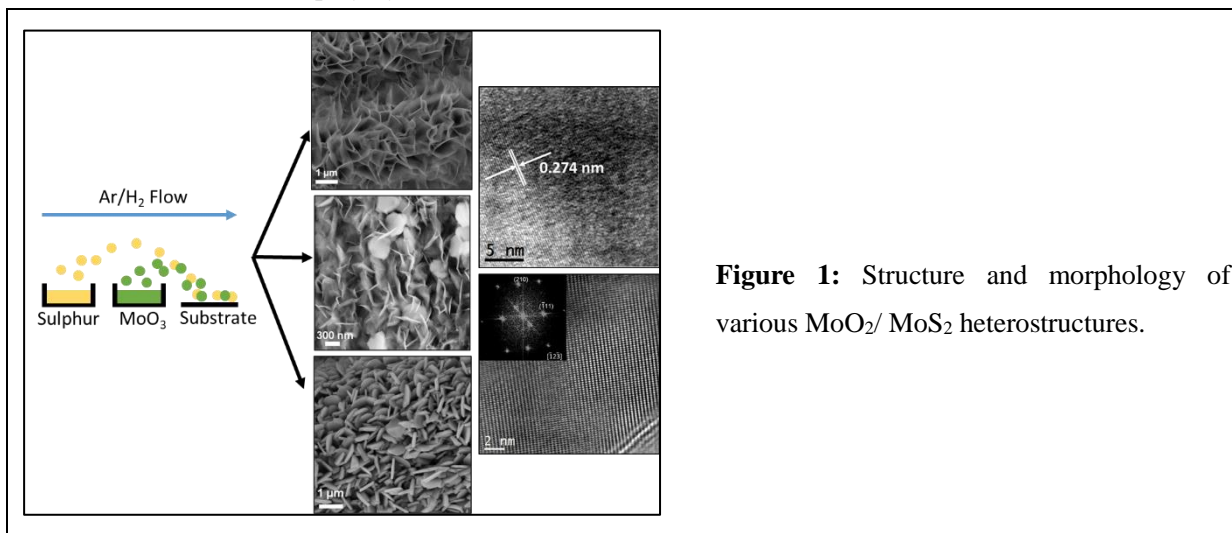 Ar/H₂ Flow
Sulphur MoO₃ Substrate
1 µm
300 nm
1 µm
0.274 nm
5 nm
(210)
(1̄11)
2 nm
Figure 1: Structure and morphology of
various MoO₂/ MoS₂ heterostructures.